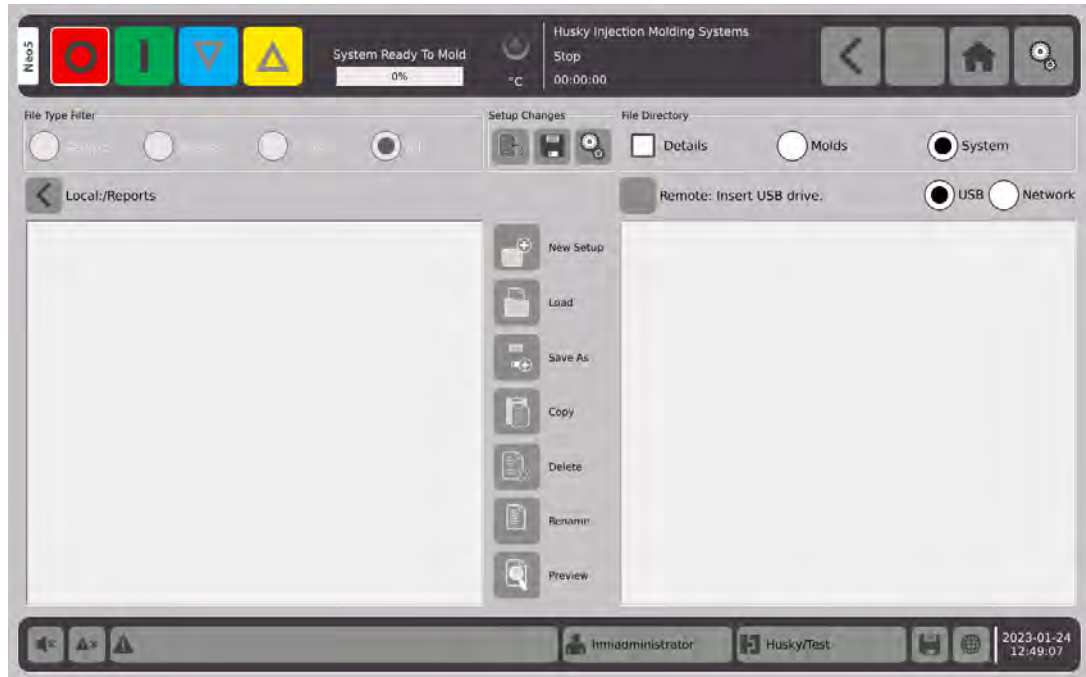 Neo5
System Ready To Mold
0%
°C
Husky Injection Molding Systems
Stop
00:00:00
File Type Filter
Setup Changes
File Directory
Details
Molds
System
Local:/Reports
Remote: Insert USB drive.
USB
Network
New Setup
Load
Save As
Copy
Delete
Rename
Preview
hmiadministrator
Husky/Test
2023-01-24
12:49:07